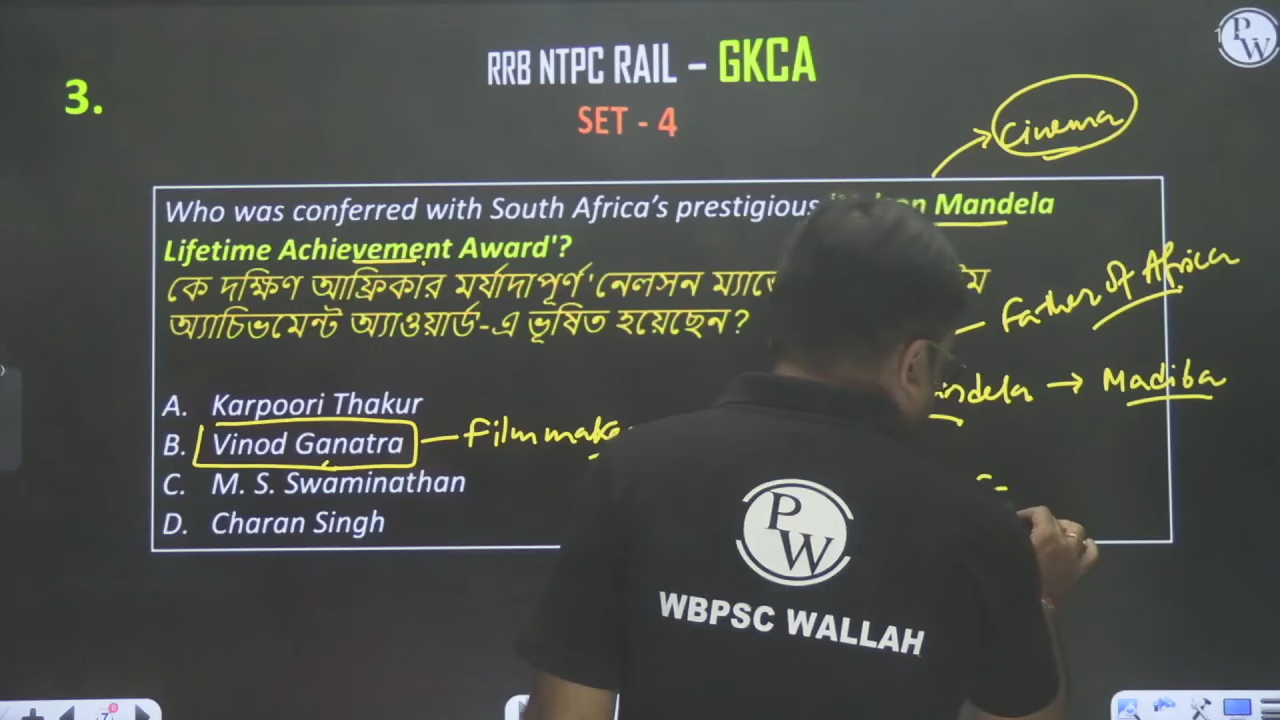 PW
RRB NTPC RAIL – GKCA
SET - 4
3.
cinema
Who was conferred with South Africa's prestigious Mandela
Lifetime Achievement Award'?
কে দক্ষিণ আফ্রিকার মর্যাদাপূর্ণ 'নেলসন
অ্যাচিভমেন্ট অ্যাওয়ার্ড-এ ভূষিত হয়েছেন?
Father of Africa
→ Madiba
A. Karpoori Thakur
B. Vinod Ganatra — Filmmake
C. M. S. Swaminathan
D. Charan Singh
PW
WBPSC WALLAH